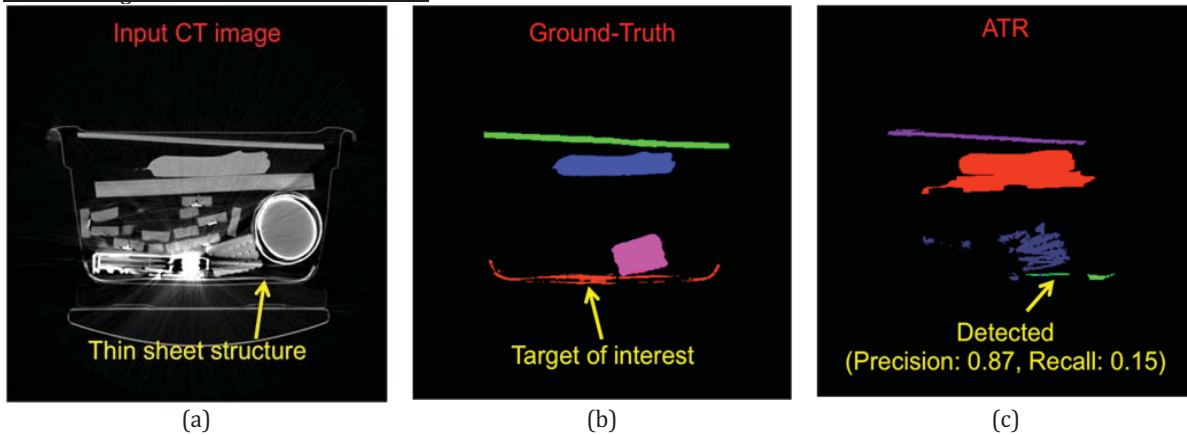 Input CT image
Ground-Truth
ATR
Thin sheet structure
Target of interest
Detected
(Precision: 0.87, Recall: 0.15)
(a)
(b)
(c)